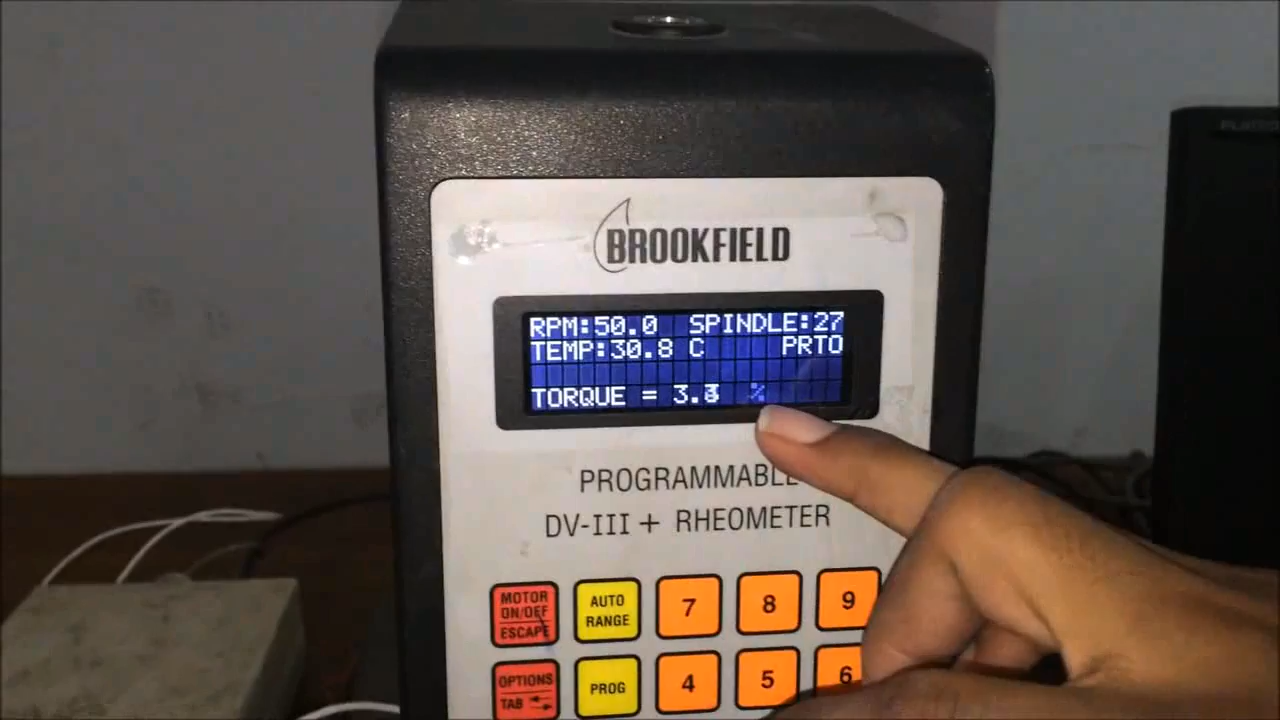 BROOKFIELD
RPM:50.0 SPINDLE:27
TEMP:30.8 C PRTO
TORQUE = %
PROGRAMMABLE
DV-III + RHEOMETER
MOTOR ON/OFF ESCAPE
AUTO RANGE
7
8
9
OPTIONS TAB
PROG
4
5
6